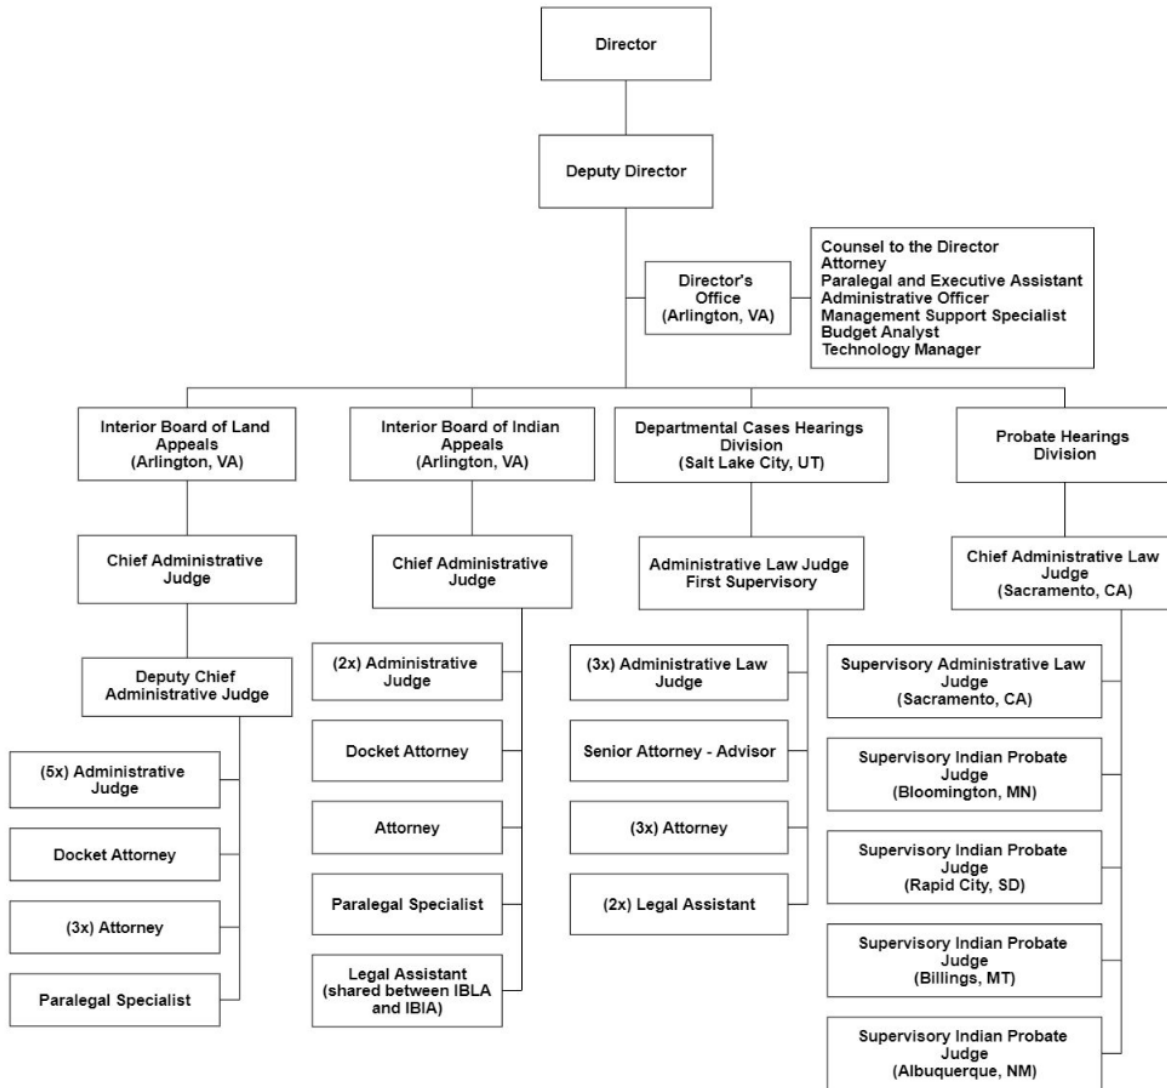 Director
Deputy Director
Director's
Office
(Arlington, VA)
Counsel to the Director
Attorney
Paralegal and Executive Assistant
Administrative Officer
Management Support Specialist
Budget Analyst
Technology Manager
Interior Board of Land
Appeals
(Arlington, VA)
Interior Board of Indian
Appeals
(Arlington, VA)
Departmental Cases Hearings
Division
(Salt Lake City, UT)
Probate Hearings
Division
Chief Administrative
Judge
Chief Administrative
Judge
Administrative Law Judge
First Supervisory
Chief Administrative Law
Judge
(Sacramento, CA)
Deputy Chief
Administrative Judge
(5x) Administrative
Judge
Docket Attorney
(3x) Attorney
Paralegal Specialist
(2x) Administrative
Judge
Docket Attorney
Attorney
Paralegal Specialist
Legal Assistant
(shared between IBLA
and IBIA)
(3x) Administrative Law
Judge
Senior Attorney - Advisor
(3x) Attorney
(2x) Legal Assistant
Supervisory Administrative Law
Judge
(Sacramento, CA)
Supervisory Indian Probate
Judge
(Bloomington, MN)
Supervisory Indian Probate
Judge
(Rapid City, SD)
Supervisory Indian Probate
Judge
(Billings, MT)
Supervisory Indian Probate
Judge
(Albuquerque, NM)